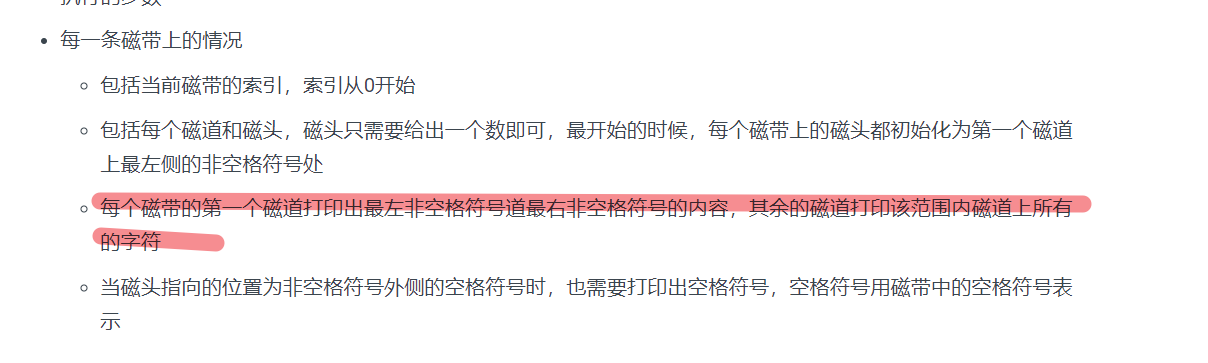 执行的参数
每一条磁带上的情况
包括当前磁带的索引，索引从0开始
包括每个磁道和磁头，磁头只需要给出一个数即可，最开始的时候，每个磁带上的磁头都初始化为第一个磁道
上最左侧的非空格符号处
每个磁带的第一个磁道打印出最左非空格符号道最右非空格符号的内容，其余的磁道打印该范围内磁道上所有
的字符
当磁头指向的位置为非空格符号外侧的空格符号时，也需要打印出空格符号，空格符号用磁带中的空格符号表
示